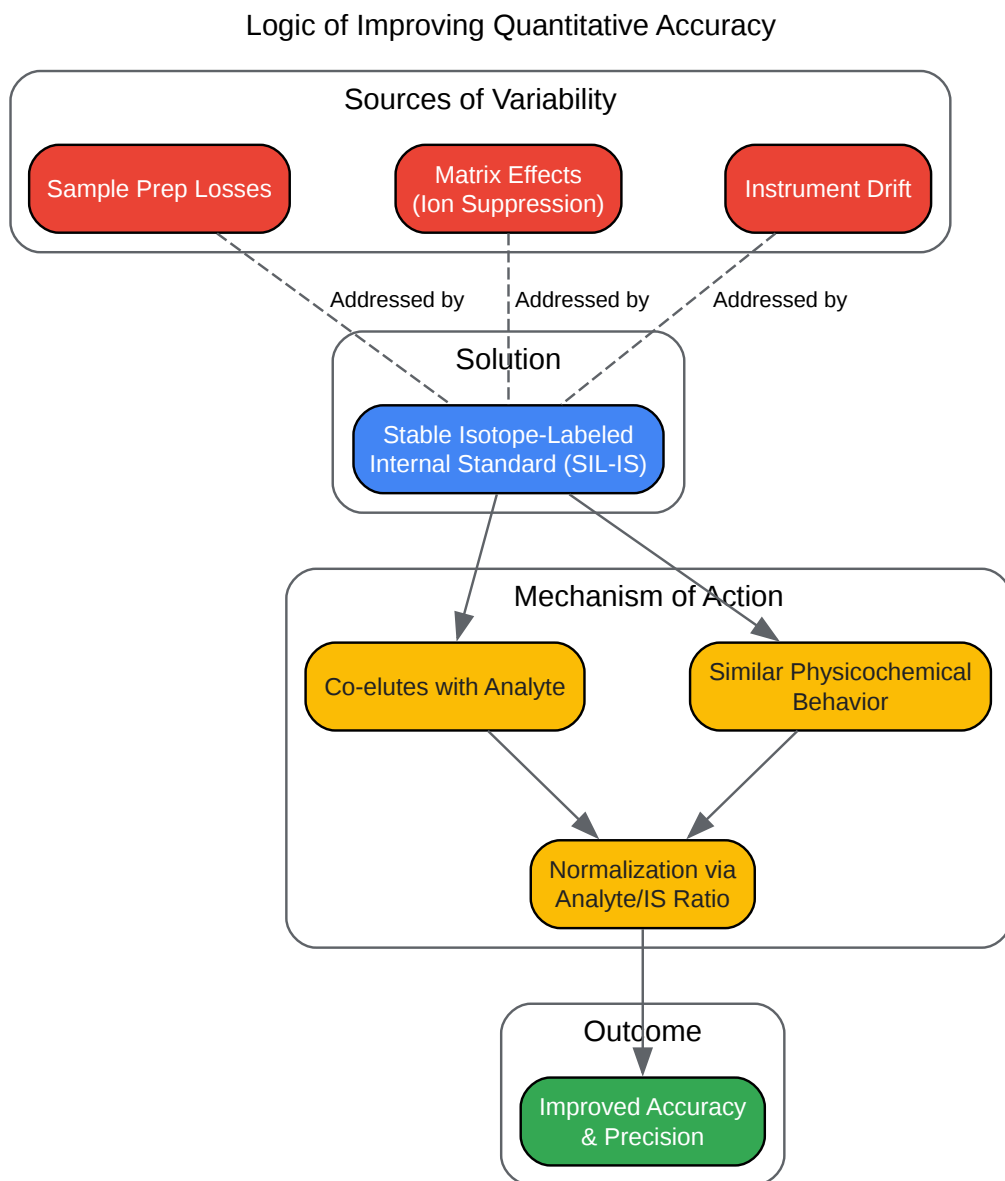 Logic of Improving Quantitative Accuracy
Sources of Variability
Sample Prep Losses
Matrix Effects
(Ion Suppression)
Instrument Drift
Addressed by
Addressed by
Addressed by
Solution
Stable Isotope-Labeled
Internal Standard (SIL-IS)
Mechanism of Action
Co-elutes with Analyte
Similar Physicochemical
Behavior
Normalization via
Analyte/IS Ratio
Outcome
Improved Accuracy
& Precision